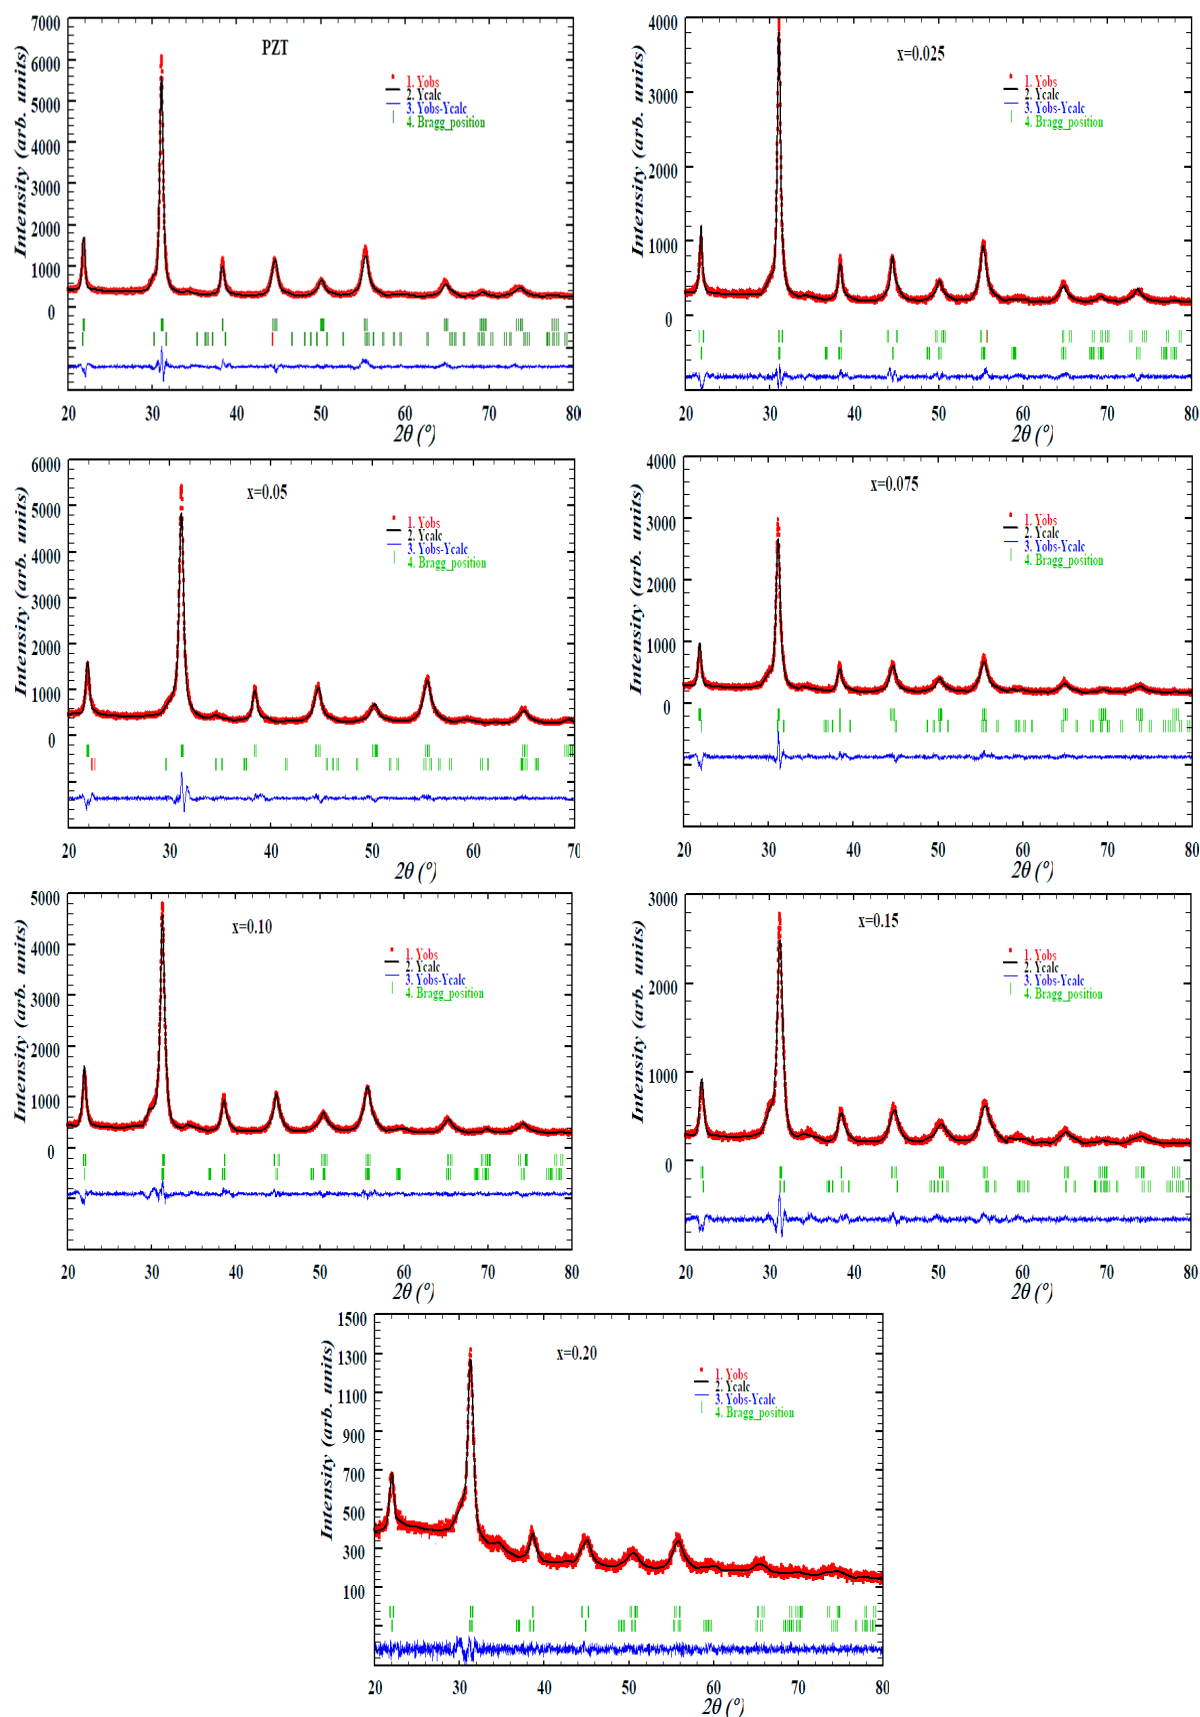 PZT
1. Yobs
2. Ycalc
3. Yobs-Ycalc
4. Bragg_position
Intensity (arb. units)
7000
6000
5000
4000
3000
2000
1000
0
20 30 40 50 60 70 80
2θ (°)
x=0.025
1. Yobs
2. Ycalc
3. Yobs-Ycalc
4. Bragg_position
Intensity (arb. units)
4000
3000
2000
1000
0
20 30 40 50 60 70 80
2θ (°)
x=0.05
1. Yobs
2. Ycalc
3. Yobs-Ycalc
4. Bragg_position
Intensity (arb. units)
6000
5000
4000
3000
2000
1000
0
20 30 40 50 60 70
2θ (°)
x=0.075
1. Yobs
2. Ycalc
3. Yobs-Ycalc
4. Bragg_position
Intensity (arb. units)
4000
3000
2000
1000
0
20 30 40 50 60 70 80
2θ (°)
x=0.10
1. Yobs
2. Ycalc
3. Yobs-Ycalc
4. Bragg_position
Intensity (arb. units)
5000
4000
3000
2000
1000
0
20 30 40 50 60 70 80
2θ (°)
x=0.15
1. Yobs
2. Ycalc
3. Yobs-Ycalc
4. Bragg_position
Intensity (arb. units)
3000
2000
1000
0
20 30 40 50 60 70 80
2θ (°)
x=0.20
1. Yobs
2. Ycalc
3. Yobs-Ycalc
4. Bragg_position
Intensity (arb. units)
1500
1300
1100
900
700
500
300
100
20 30 40 50 60 70 80
2θ (°)